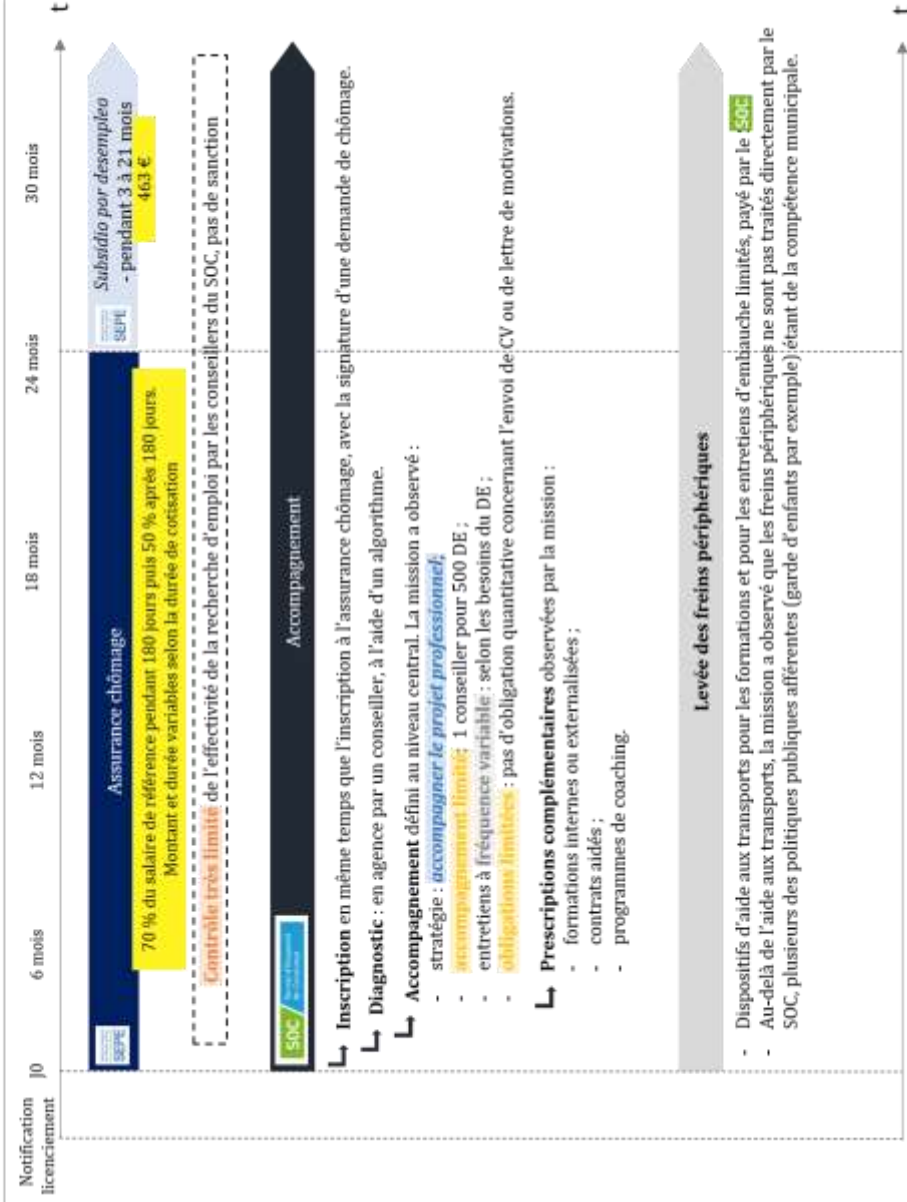 Notification
licenciement
J0
6 mois
12 mois
18 mois
24 mois
30 mois
t
SEPE
Assurance chômage
SEPE
Subsidio por desempleo
- pendant 3 à 21 mois
463 €
70 % du salaire de référence pendant 180 jours puis 50 % après 180 jours.
Montant et durée variables selon la durée de cotisation
Contrôle très limité de l'effectivité de la recherche d'emploi par les conseillers du SOC, pas de sanction
SOC
Accompagnement
Inscription en même temps que l'inscription à l'assurance chômage, avec la signature d'une demande de chômage.
Diagnostic : en agence par un conseiller, à l'aide d'un algorithme.
Accompagnement défini au niveau central. La mission a observé :
- stratégie : accompagner le projet professionnel;
- accompagnement limité: 1 conseiller pour 500 DE ;
- entretiens à fréquence variable : selon les besoins du DE ;
- obligations limitées : pas d'obligation quantitative concernant l'envoi de CV ou de lettre de motivations.
Prescriptions complémentaires observées par la mission :
- formations internes ou externalisées ;
- contrats aidés ;
- programmes de coaching.
Levée des freins périphériques
- Dispositifs d'aide aux transports pour les formations et pour les entretiens d'embauche limités, payé par le SOC
- Au-delà de l'aide aux transports, la mission a observé que les freins périphériques ne sont pas traités directement par le
SOC, plusieurs des politiques publiques afférentes (garde d'enfants par exemple) étant de la compétence municipale.
t